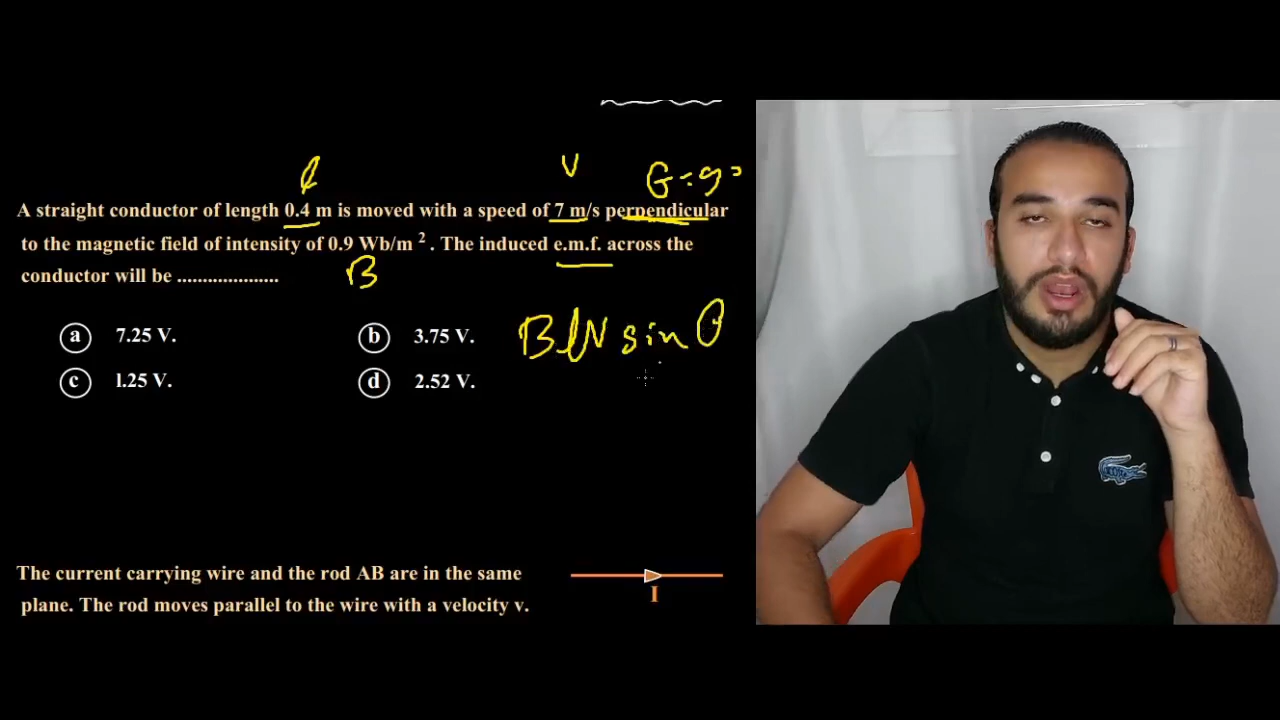 ℓ
V
θ = 90
A straight conductor of length 0.4 m is moved with a speed of 7 m/s perpendicular
to the magnetic field of intensity of 0.9 Wb/m ². The induced e.m.f. across the
conductor will be ....................
B
a 7.25 V.
b 3.75 V.
B ℓ V sin θ
c 1.25 V.
d 2.52 V.
The current carrying wire and the rod AB are in the same
plane. The rod moves parallel to the wire with a velocity v.
I